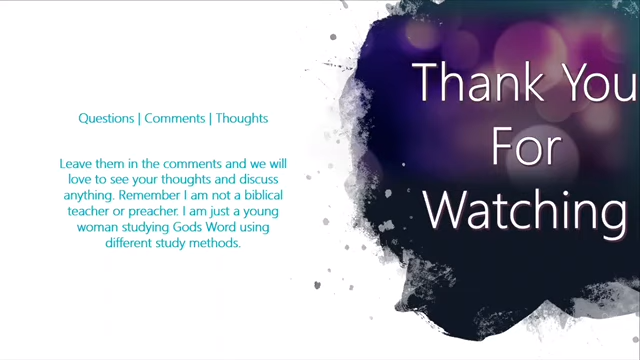 Questions | Comments | Thoughts
Leave them in the comments and we will
love to see your thoughts and discuss
anything. Remember I am not a biblical
teacher or preacher. I am just a young
woman studying Gods Word using
different study methods.
Thank You
For
Watching